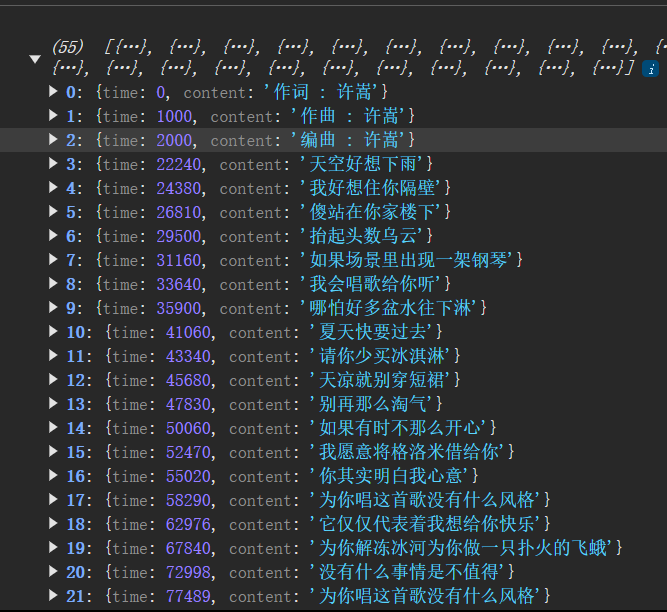 (55) [{…}, {…}, {…}, {…}, {…}, {…}, {…}, {…}, {…}, {…}, {
{…}, {…}, {…}, {…}, {…}, {…}, {…}, {…}, {…}, {…}, {…}] i
0: {time: 0, content: '作词 : 许嵩'}
1: {time: 1000, content: '作曲 : 许嵩'}
2: {time: 2000, content: '编曲 : 许嵩'}
3: {time: 22240, content: '天空好想下雨'}
4: {time: 24380, content: '我好想住你隔壁'}
5: {time: 26810, content: '傻站在你家楼下'}
6: {time: 29500, content: '抬起头数乌云'}
7: {time: 31160, content: '如果场景里出现一架钢琴'}
8: {time: 33640, content: '我会唱歌给你听'}
9: {time: 35900, content: '哪怕好多盆水往下淋'}
10: {time: 41060, content: '夏天快要过去'}
11: {time: 43340, content: '请你少买冰淇淋'}
12: {time: 45680, content: '天凉就别穿短裙'}
13: {time: 47830, content: '别再那么淘气'}
14: {time: 50060, content: '如果有时不那么开心'}
15: {time: 52470, content: '我愿意将格洛米借给你'}
16: {time: 55020, content: '你其实明白我心意'}
17: {time: 58290, content: '为你唱这首歌没有什么风格'}
18: {time: 62976, content: '它仅仅代表着我想给你快乐'}
19: {time: 67840, content: '为你解冻冰河为你做一只扑火的飞蛾'}
20: {time: 72998, content: '没有什么事情是不值得'}
21: {time: 77489, content: '为你唱这首歌没有什么风格'}